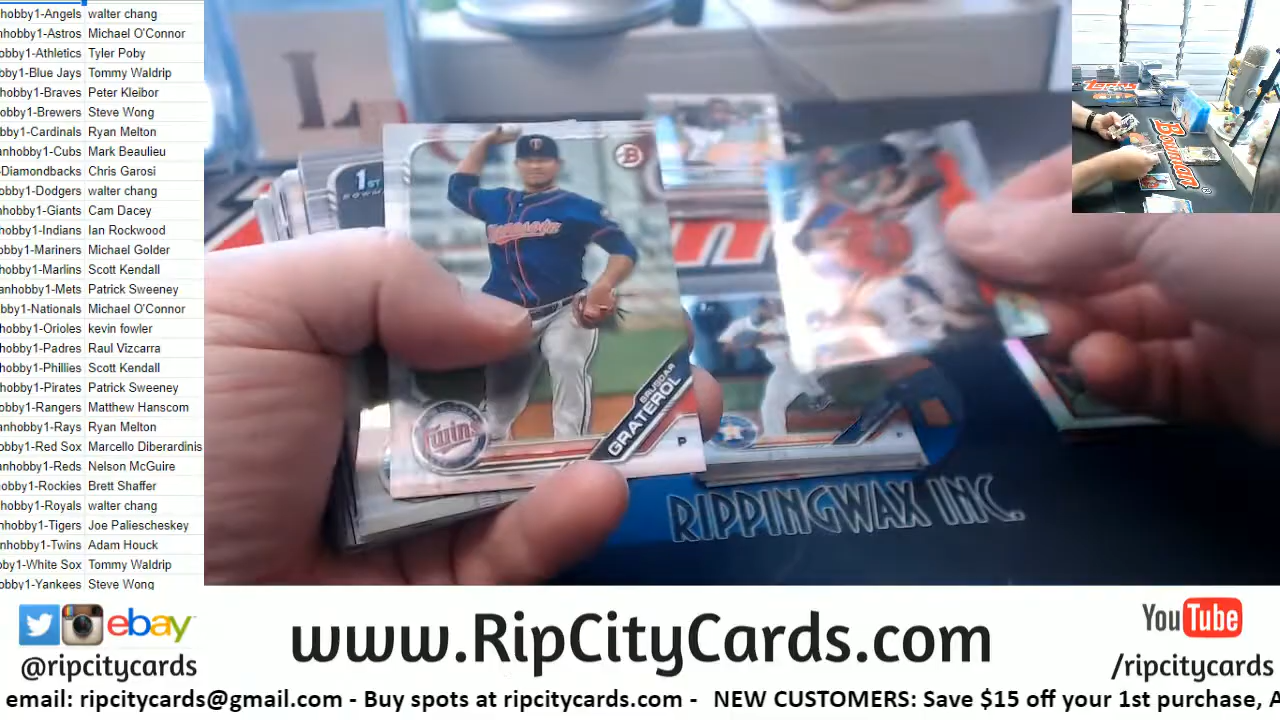 hobby1-Angels walter chang
hobby1-Astros Michael O'Connor
obby1-Athletics Tyler Poby
bby1-Blue Jays Tommy Waldrip
hobby1-Braves Peter Kleibor
obby1-Brewers Steve Wong
bby1-Cardinals Ryan Melton
anhobby1-Cubs Mark Beaulieu
-Diamondbacks Chris Garosi
hobby1-Dodgers walter chang
nhobby1-Giants Cam Dacey
hobby1-Indians Ian Rockwood
obby1-Mariners Michael Golder
hobby1-Marlins Scott Kendall
anhobby1-Mets Patrick Sweeney
bby1-Nationals Michael O'Connor
hobby1-Orioles kevin fowler
hobby1-Padres Raul Vizcarra
hobby1-Phillies Scott Kendall
hobby1-Pirates Patrick Sweeney
obby1-Rangers Matthew Hanscom
anhobby1-Rays Ryan Melton
obby1-Red Sox Marcello Diberardinis
anhobby1-Reds Nelson McGuire
obby1-Rockies Brett Shaffer
hobby1-Royals walter chang
nhobby1-Tigers Joe Paliescheskey
nhobby1-Twins Adam Houck
bby1-White Sox Tommy Waldrip
obby1-Yankees Steve Wong
1ST
B
Minnesota
BRUSDAR
GRATEROL
P
Twins
RIPPINGWAX INC.
Bowman
ebay
@ripcitycards
www.RipCityCards.com
YouTube
/ripcitycards
email: ripcitycards@gmail.com - Buy spots at ripcitycards.com - NEW CUSTOMERS: Save $15 off your 1st purchase, A